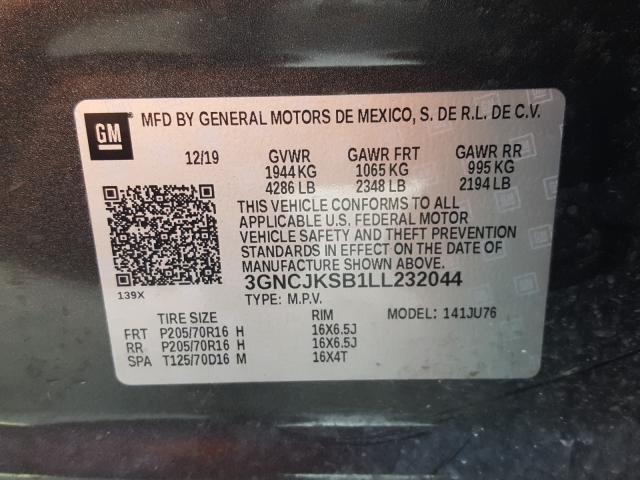 GM MFD BY GENERAL MOTORS DE MEXICO, S. DE R.L. DE C.V.
12/19 GVWR GAWR FRT GAWR RR
1944 KG 1065 KG 995 KG
4286 LB 2348 LB 2194 LB
THIS VEHICLE CONFORMS TO ALL
APPLICABLE U.S. FEDERAL MOTOR
VEHICLE SAFETY AND THEFT PREVENTION
STANDARDS IN EFFECT ON THE DATE OF
MANUFACTURE SHOWN ABOVE.
3GNCJKSB1LL232044
139X
TYPE: M.P.V. MODEL: 141JU76
TIRE SIZE RIM
FRT P205/70R16 H 16X6.5J
RR P205/70R16 H 16X6.5J
SPA T125/70D16 M 16X4T